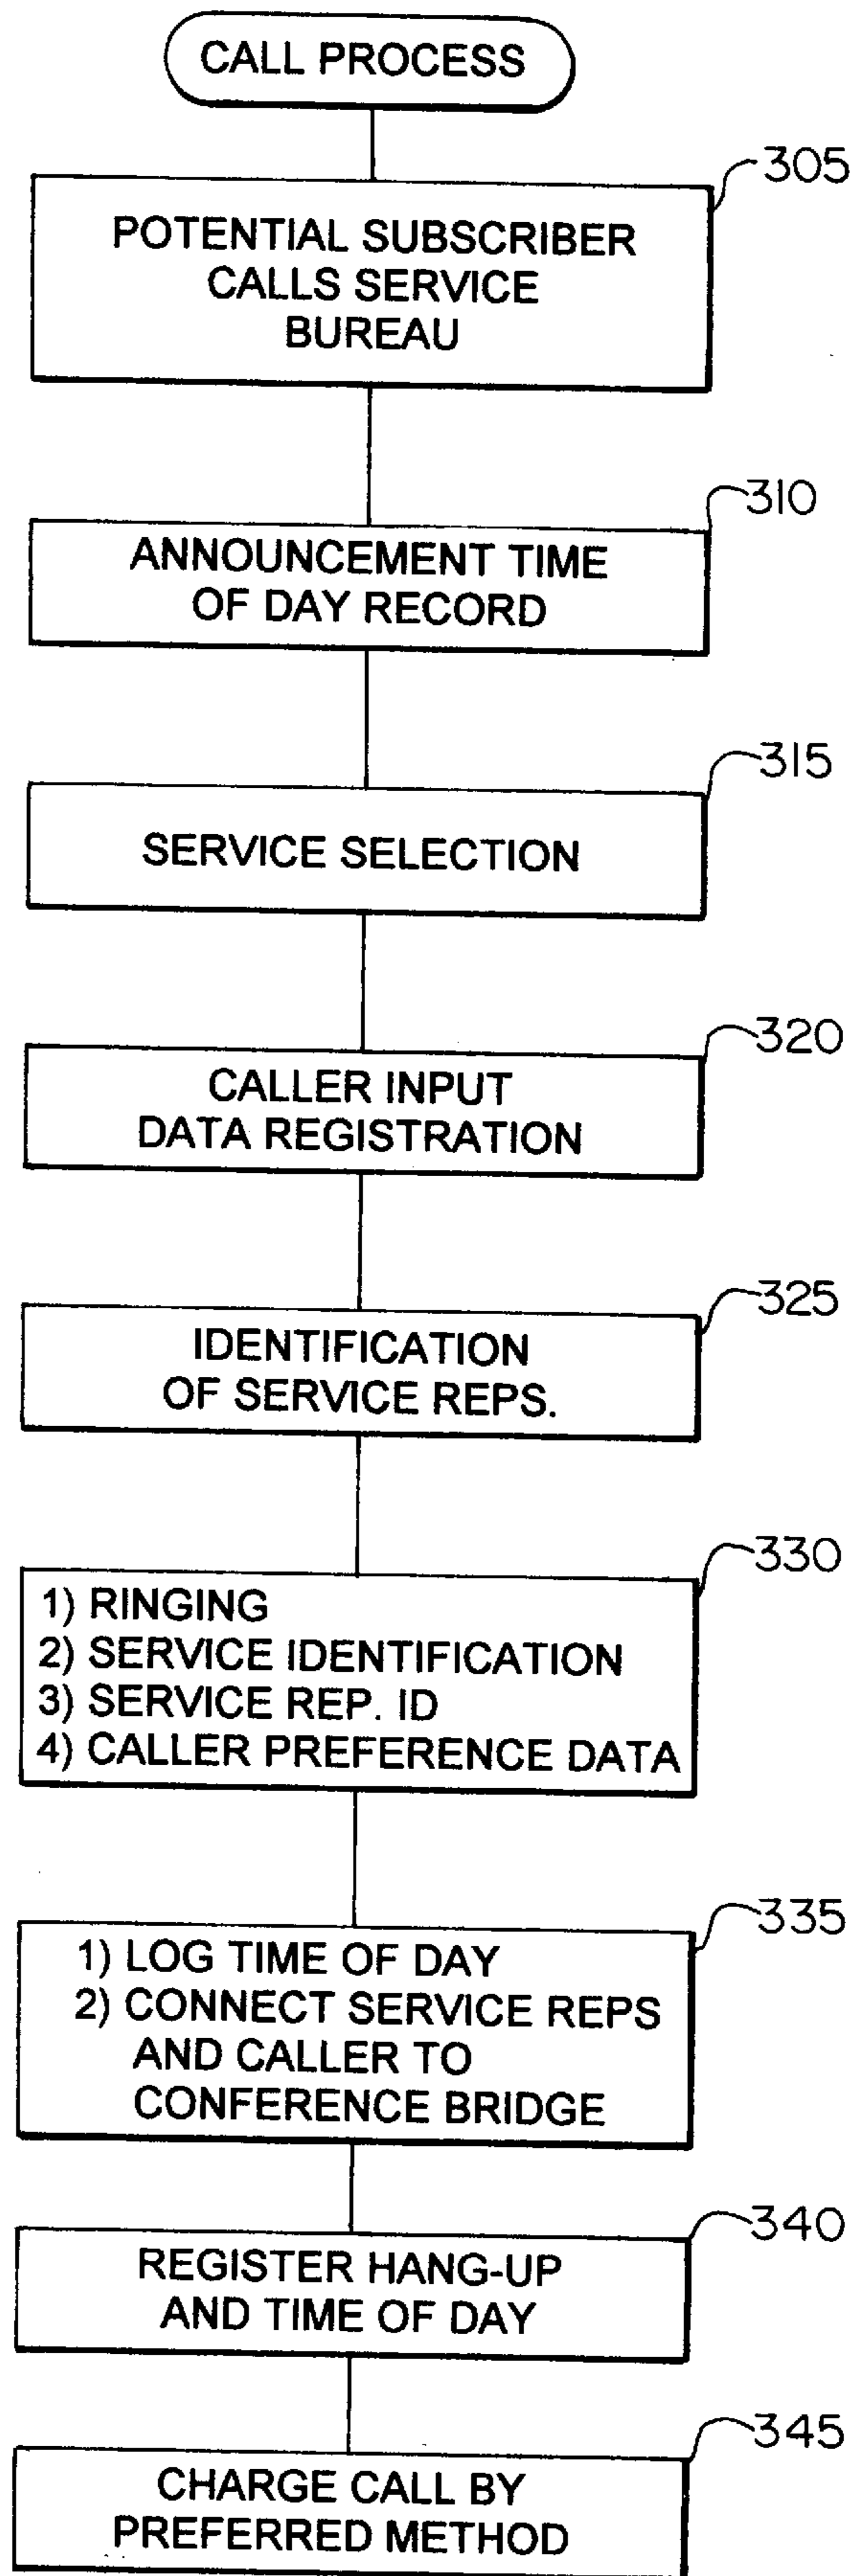 CALL PROCESS
305
POTENTIAL SUBSCRIBER
CALLS SERVICE
BUREAU
310
ANNOUNCEMENT TIME
OF DAY RECORD
315
SERVICE SELECTION
320
CALLER INPUT
DATA REGISTRATION
325
IDENTIFICATION
OF SERVICE REPS.
330
1) RINGING
2) SERVICE IDENTIFICATION
3) SERVICE REP. ID
4) CALLER PREFERENCE DATA
335
1) LOG TIME OF DAY
2) CONNECT SERVICE REPS
AND CALLER TO
CONFERENCE BRIDGE
340
REGISTER HANG-UP
AND TIME OF DAY
345
CHARGE CALL BY
PREFERRED METHOD